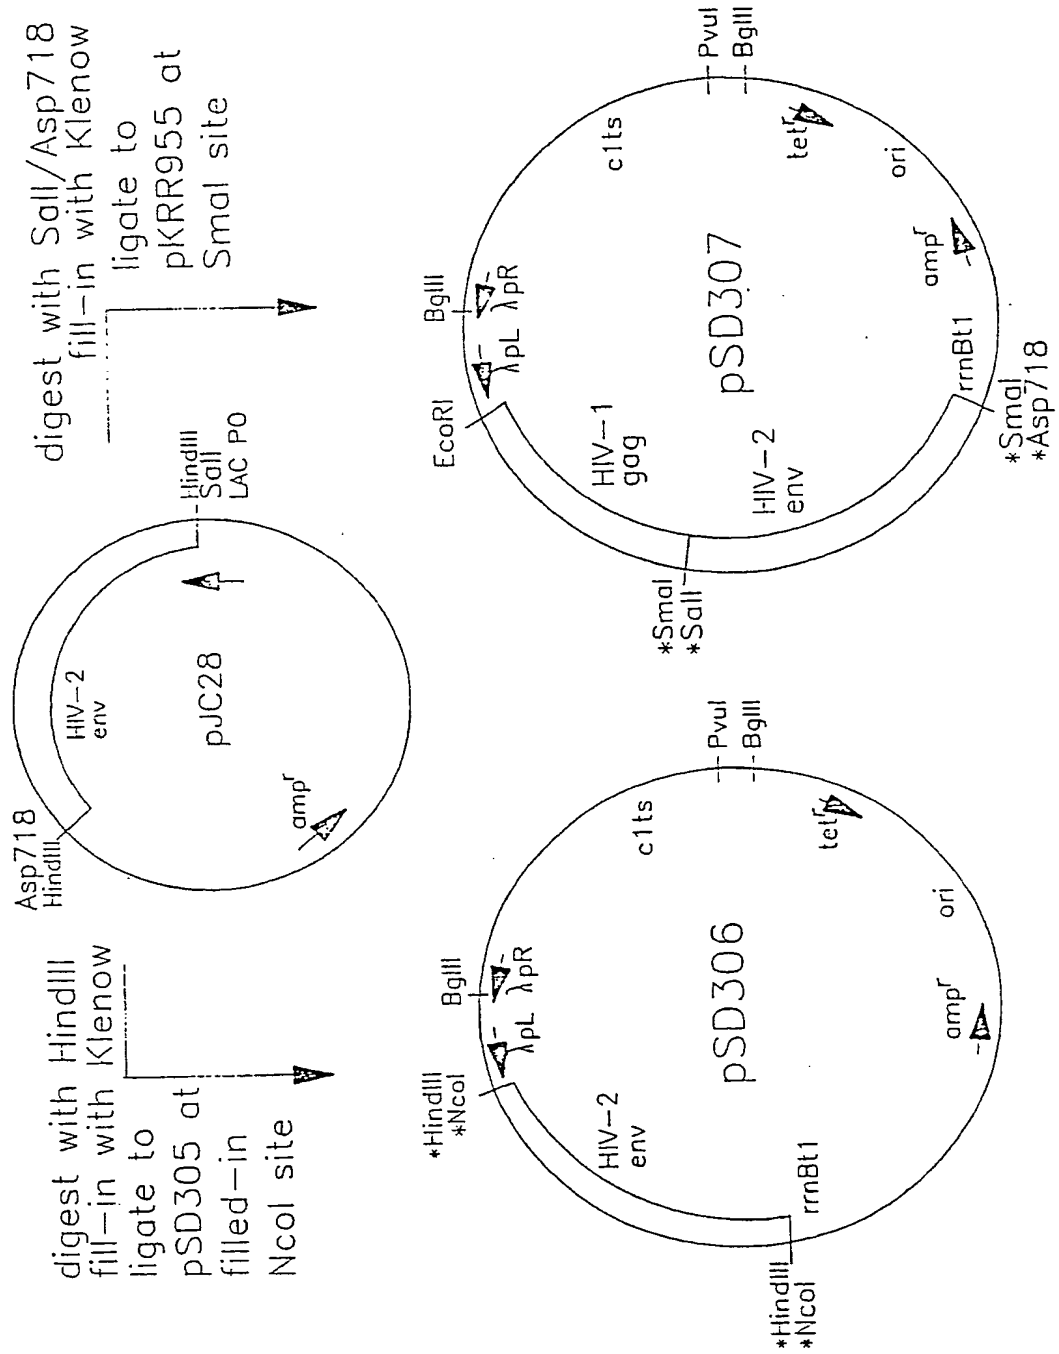 digest with HindIII
fill-in with Klenow
ligate to
pSD305 at
filled-in
NcoI site
Asp718
HindIII
HIV-2
env
pJC28
amp^r
HindIII
SalI
LAC PO
digest with SalI/Asp718
fill-in with Klenow
ligate to
pKRR955 at
SmaI site
BglII
λpL
λpR
*HindIII
*NcoI
HIV-2
env
c1ts
PvuI
BglII
tet^r
pSD306
ori
amp^r
rrnBt1
*HindIII
*NcoI
BglII
λpL
λpR
EcoRI
HIV-1
gag
c1ts
PvuI
BglII
tet^r
pSD307
*SmaI
*SalI
HIV-2
env
ori
amp^r
rrnBt1
*SmaI
*Asp718